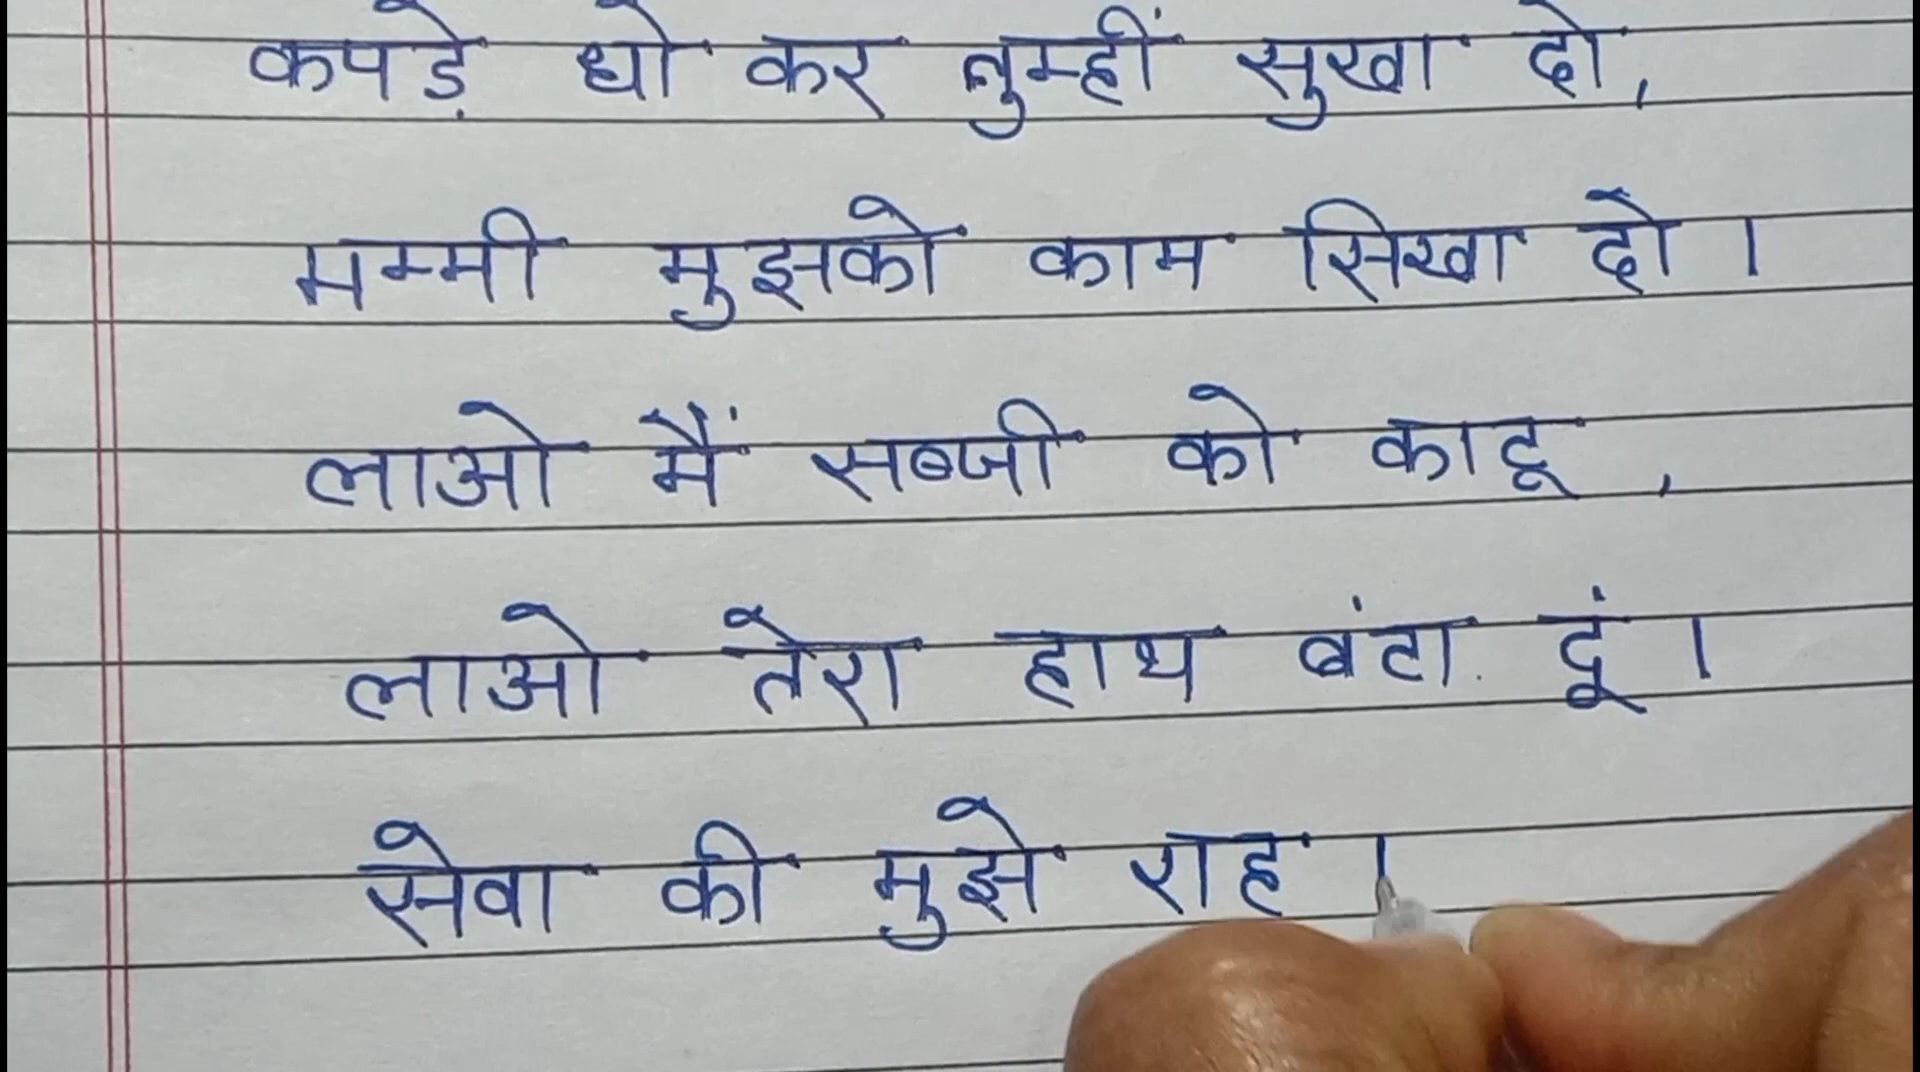 कपड़े धो कर तुम्हीं सुखा दो,
मम्मी मुझको काम सिखा दो ।
लाओ मैं सब्जी को काटू ,
लाओ तेरा हाथ बंटा दूं ।
सेवा की मुझे राह